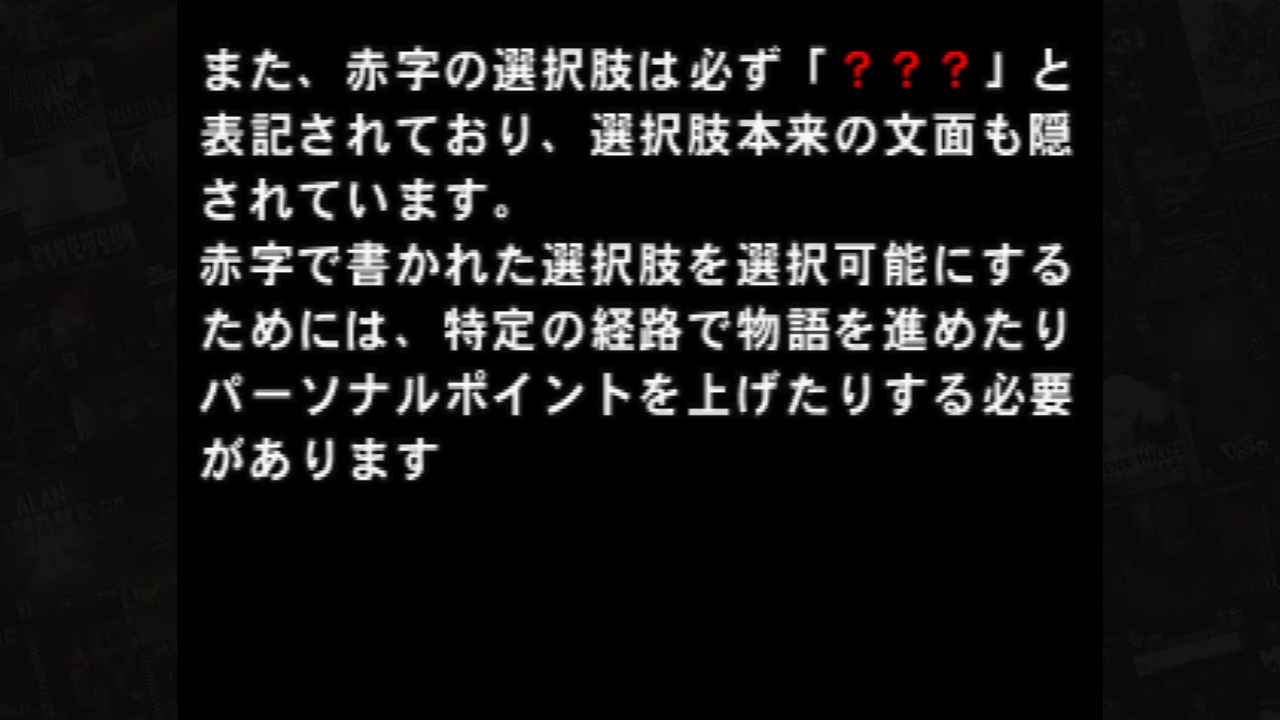 また、赤字の選択肢は必ず「？？？」と
表記されており、選択肢本来の文面も隠
されています。
赤字で書かれた選択肢を選択可能にする
ためには、特定の経路で物語を進めたり
パーソナルポイントを上げたりする必要
があります